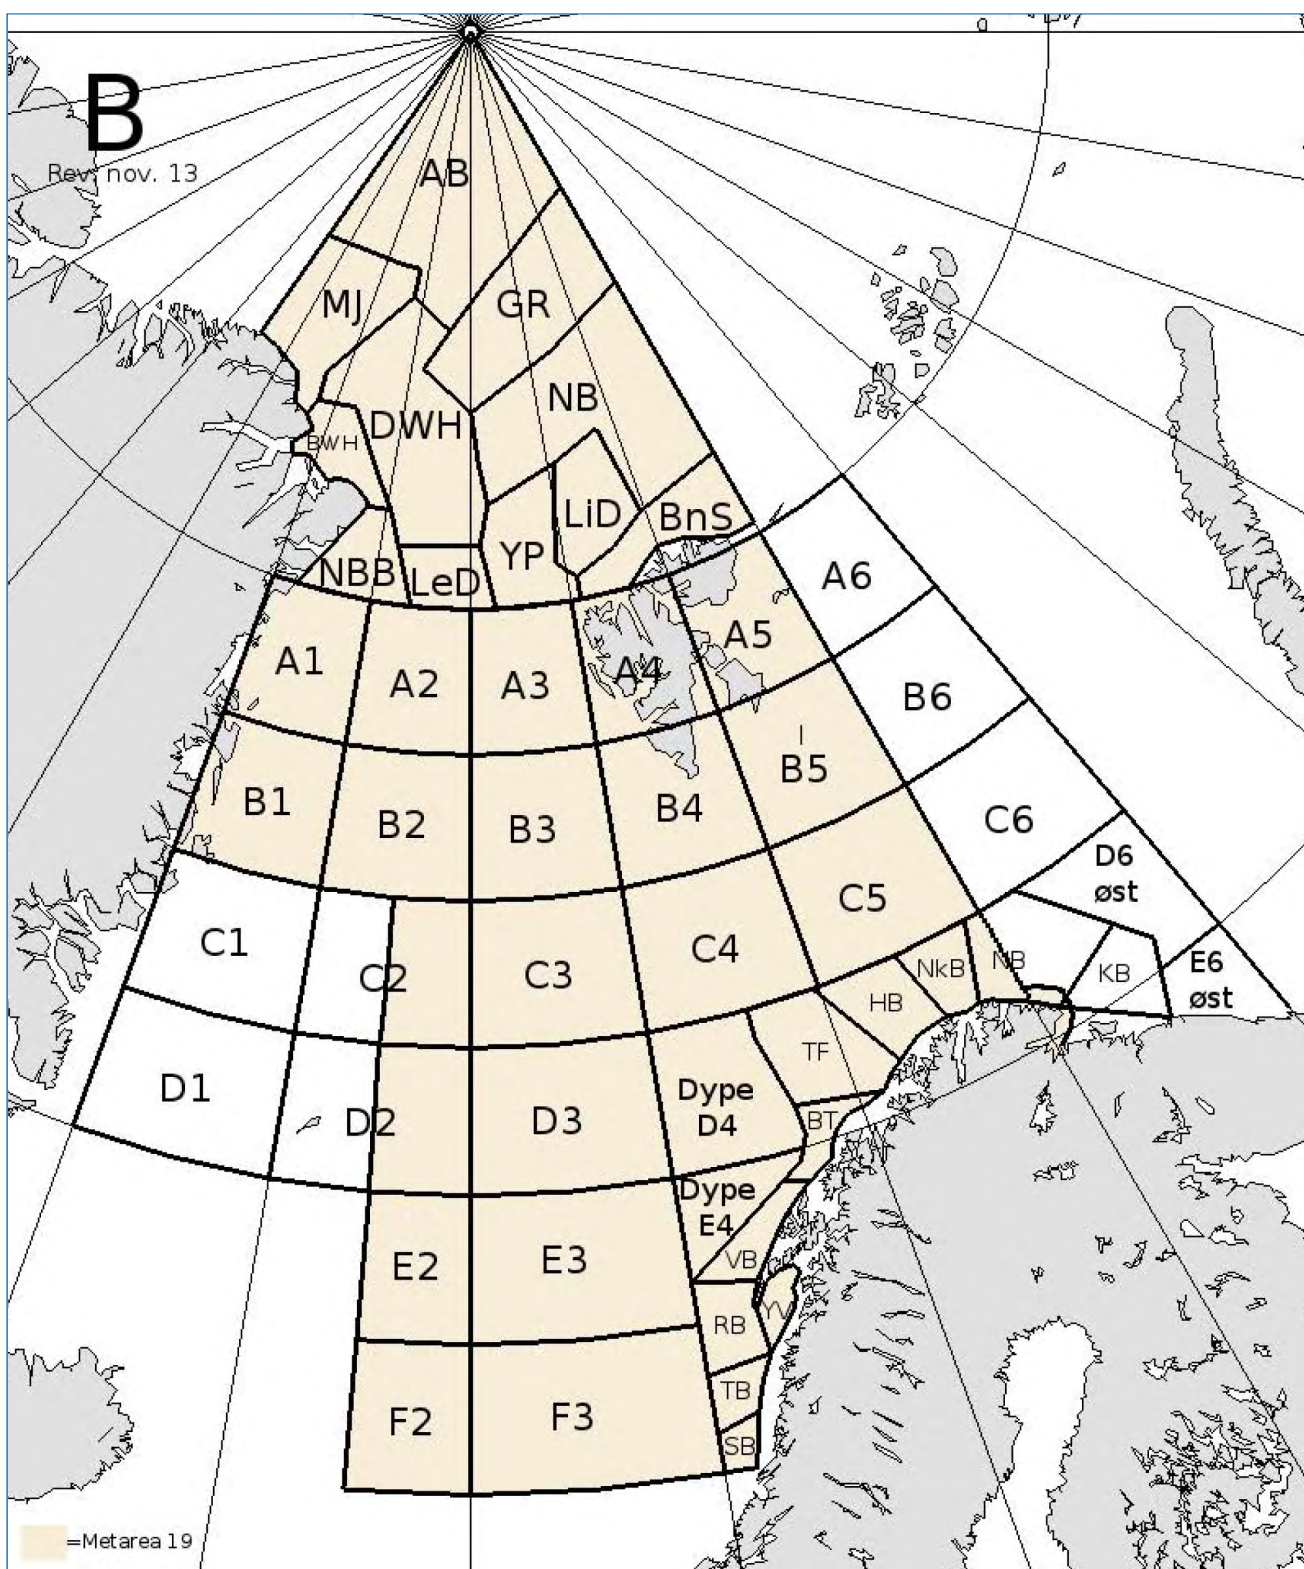 B
Rev. nov. 13
AB
MJ
GR
NB
DWH
BWH
LiD
BnS
YP
NBB
LeD
A1
A2
A3
A4
A5
A6
B1
B2
B3
B4
I
B5
B6
C1
C2
C3
C4
C5
C6
D6
øst
NkB
NB
KB
E6
øst
HB
TF
D1
D2
D3
Dype
D4
BT
Dype
E4
E2
E3
VB
YV
RB
TB
F2
F3
SB
=Metarea 19